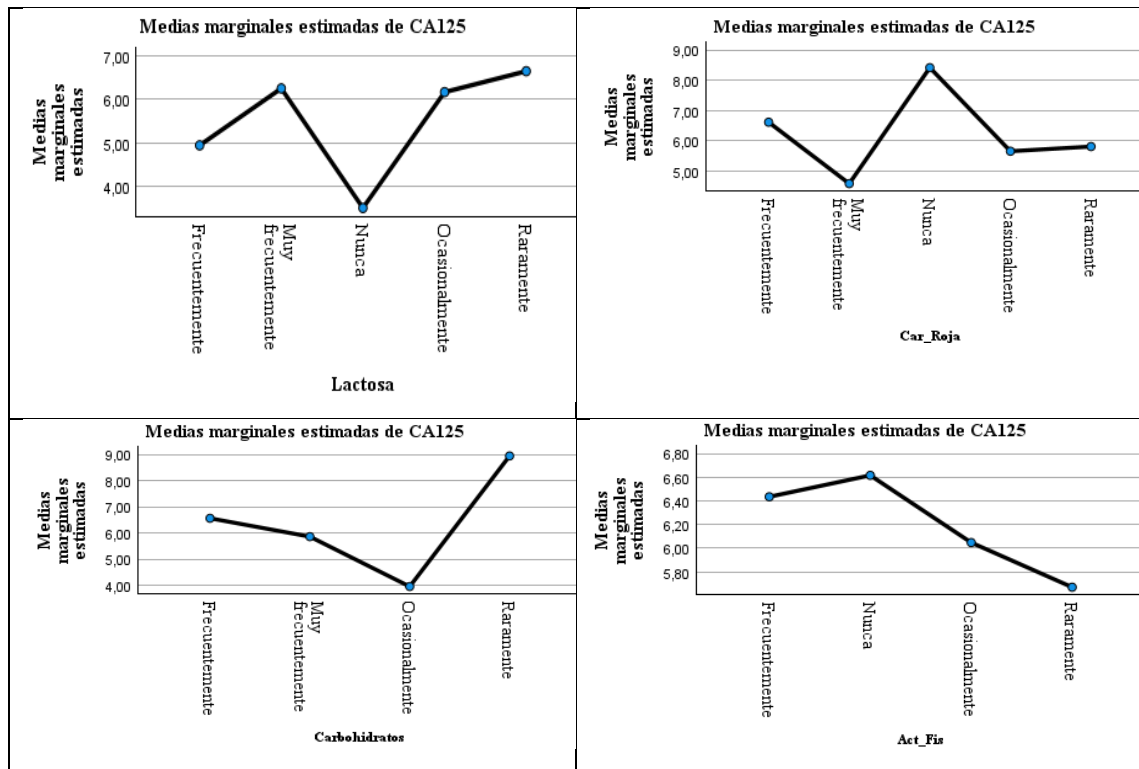 Medias marginales estimadas de CA125
Medias
marginales
estimadas
7,00
6,00
5,00
4,00
Frecuentemente
Muy
frecuentemente
Nunca
Ocasionalmente
Raramente
Lactosa
Medias marginales estimadas de CA125
Medias
marginales
estimadas
9,00
8,00
7,00
6,00
5,00
Frecuentemente
Muy
frecuentemente
Nunca
Ocasionalmente
Raramente
Car_Roja
Medias marginales estimadas de CA125
Medias
marginales
estimadas
9,00
8,00
7,00
6,00
5,00
4,00
Frecuentemente
Muy
frecuentemente
Ocasionalmente
Raramente
Carbohidratos
Medias marginales estimadas de CA125
Medias
marginales
estimadas
6,80
6,60
6,40
6,20
6,00
5,80
Frecuentemente
Nunca
Ocasionalmente
Raramente
Act_Fis